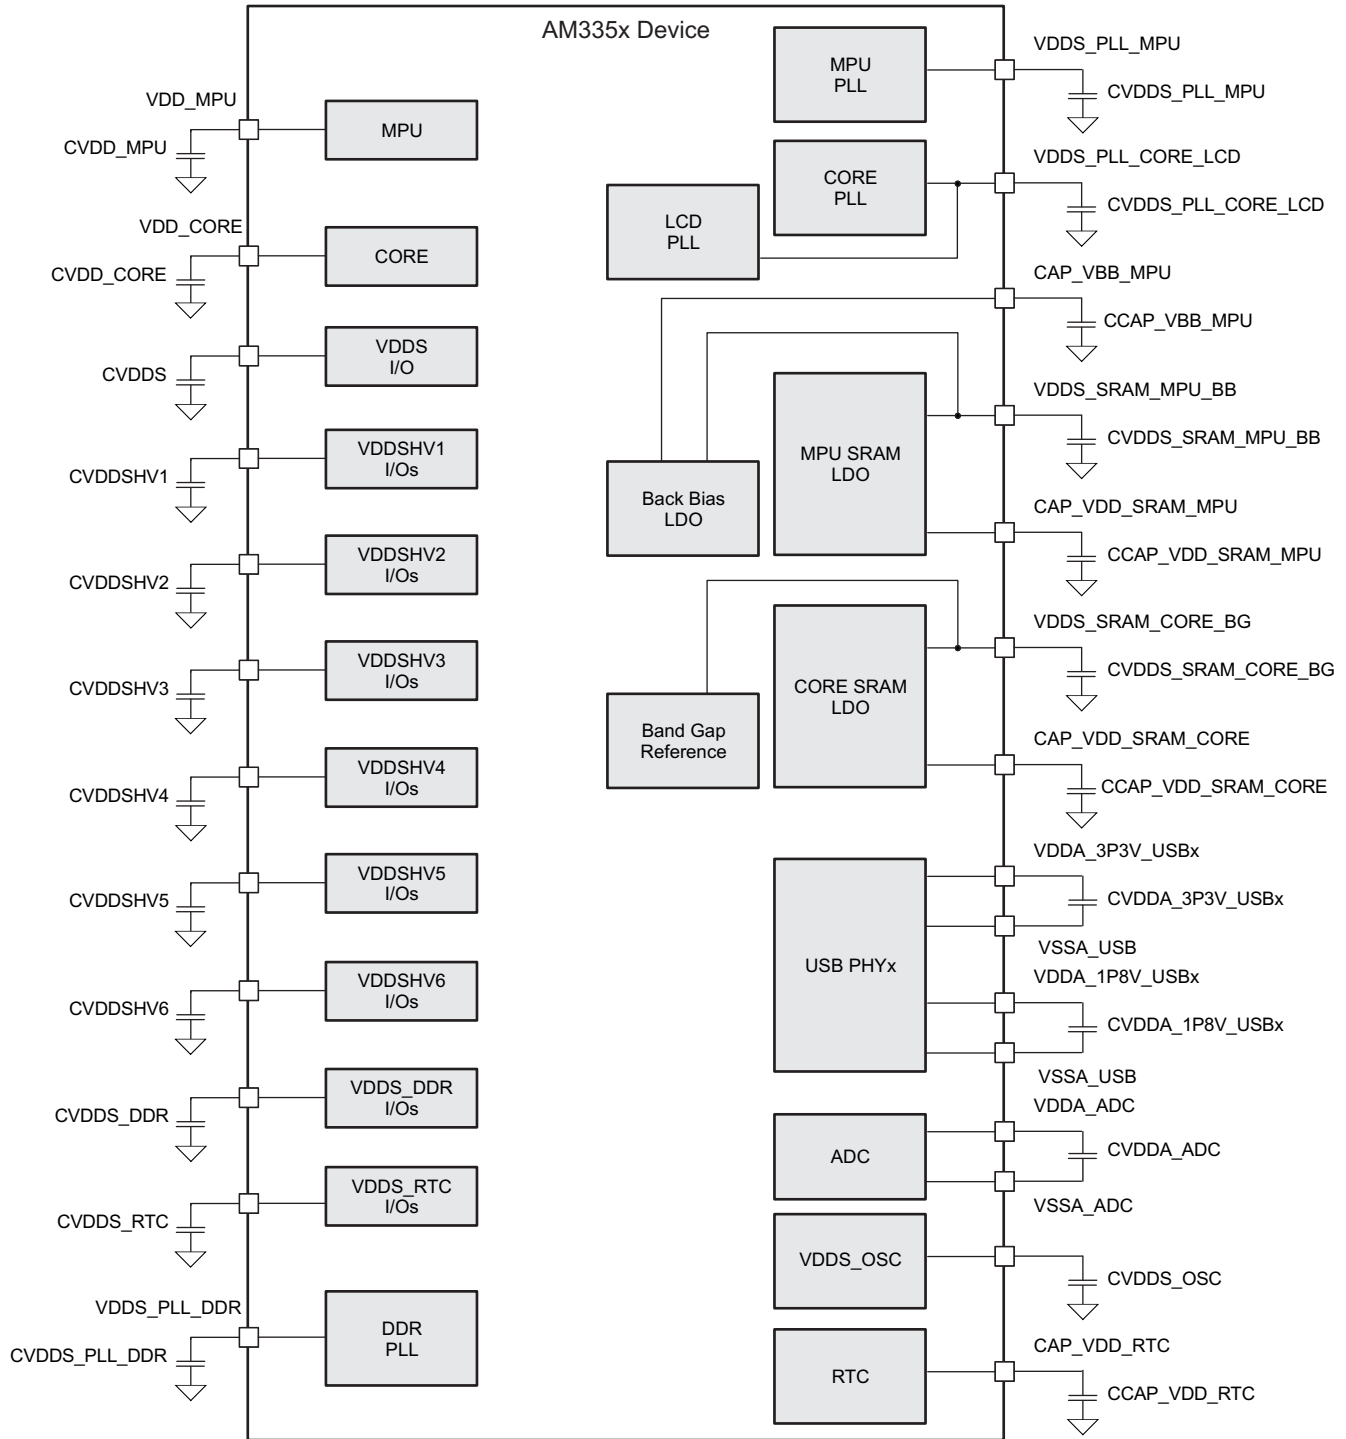 AM335x Device
VDD_MPU
CVDD_MPU
MPU
VDD_CORE
CVDD_CORE
CORE
CVDDS
VDDS
I/O
CVDDSHV1
VDDSHV1
I/Os
CVDDSHV2
VDDSHV2
I/Os
CVDDSHV3
VDDSHV3
I/Os
CVDDSHV4
VDDSHV4
I/Os
CVDDSHV5
VDDSHV5
I/Os
CVDDSHV6
VDDSHV6
I/Os
CVDDS_DDR
VDDS_DDR
I/Os
CVDDS_RTC
VDDS_RTC
I/Os
VDDS_PLL_DDR
CVDDS_PLL_DDR
DDR
PLL
MPU
PLL
VDDS_PLL_MPU
CVDDS_PLL_MPU
CORE
PLL
LCD
PLL
VDDS_PLL_CORE_LCD
CVDDS_PLL_CORE_LCD
CAP_VBB_MPU
CCAP_VBB_MPU
Back Bias
LDO
MPU SRAM
LDO
VDDS_SRAM_MPU_BB
CVDDS_SRAM_MPU_BB
CAP_VDD_SRAM_MPU
CCAP_VDD_SRAM_MPU
Band Gap
Reference
CORE SRAM
LDO
VDDS_SRAM_CORE_BG
CVDDS_SRAM_CORE_BG
CAP_VDD_SRAM_CORE
CCAP_VDD_SRAM_CORE
USB PHYx
VDDA_3P3V_USBx
CVDDA_3P3V_USBx
VSSA_USB
VDDA_1P8V_USBx
CVDDA_1P8V_USBx
VSSA_USB
ADC
VDDA_ADC
CVDDA_ADC
VSSA_ADC
VDDS_OSC
CVDDS_OSC
RTC
CAP_VDD_RTC
CCAP_VDD_RTC